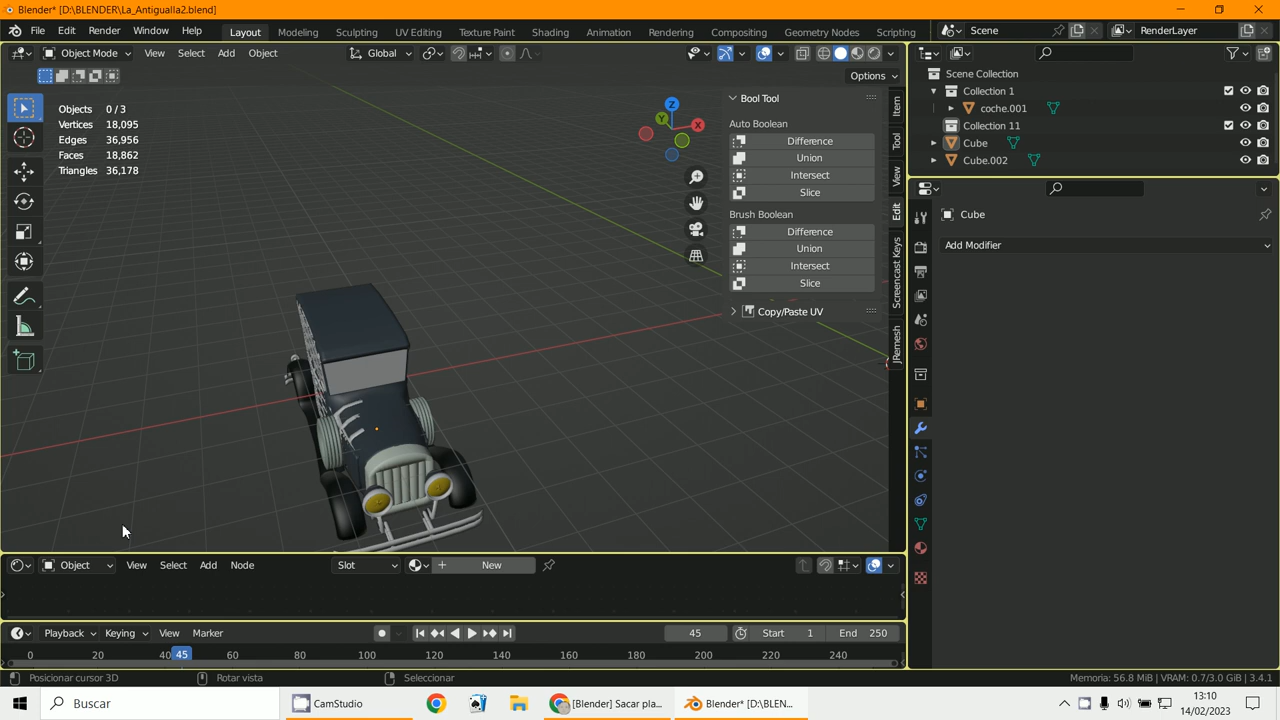 Blender* [D:\BLENDER\La_Antigualla2.blend]
File Edit Render Window Help Layout Modeling Sculpting UV Editing Texture Paint Shading Animation Rendering Compositing Geometry Nodes Scripting Scene RenderLayer
Object Mode View Select Add Object Global
Options
Objects 0 / 3
Vertices 18,095
Edges 36,956
Faces 18,862
Triangles 36,178
Z
Y
X
Bool Tool
Auto Boolean
Difference
Union
Intersect
Slice
Brush Boolean
Difference
Union
Intersect
Slice
Copy/Paste UV
Item
Tool
View
Edit
Screencast Keys
JRemesh
Scene Collection
Collection 1
coche.001
Collection 11
Cube
Cube.002
Cube
Add Modifier
Object View Select Add Node Slot New
Playback Keying View Marker 45 Start 1 End 250
0 20 40 45 60 80 100 120 140 160 180 200 220 240
Posicionar cursor 3D Rotar vista Seleccionar Memoria: 56.8 MiB | VRAM: 0.7/3.0 GiB | 3.4.1
Buscar CamStudio [Blender] Sacar pla... Blender* [D:\BLEN... 13:10
14/02/2023